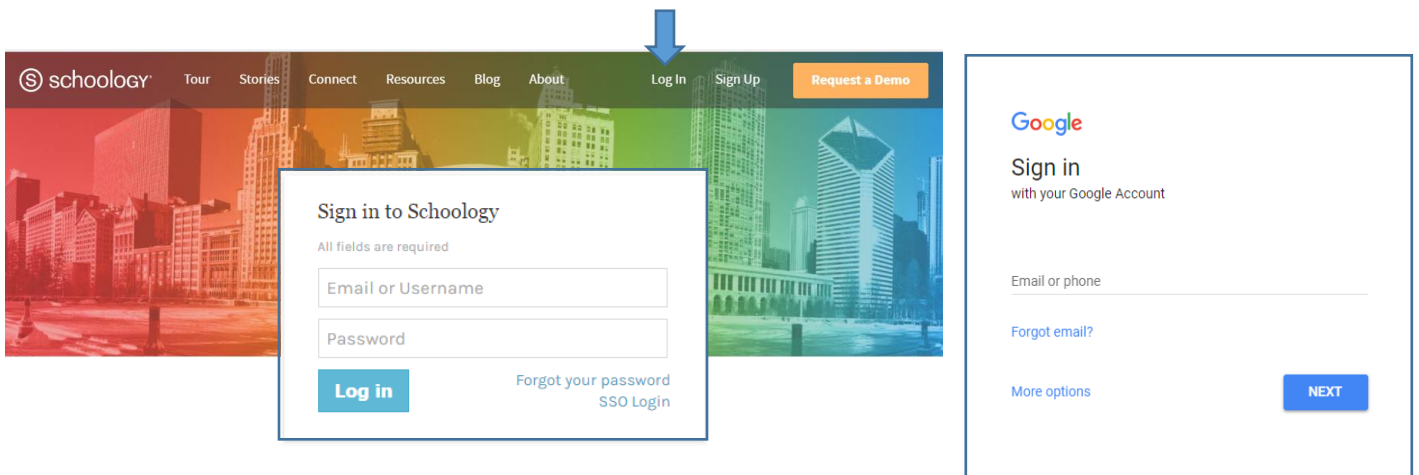 schoology Tour Stories Connect Resources Blog About Log In Sign Up Request a Demo
Sign in to Schoology
All fields are required
Email or Username
Password
Log in
Forgot your password
SSO Login
Google
Sign in
with your Google Account
Email or phone
Forgot email?
More options
NEXT